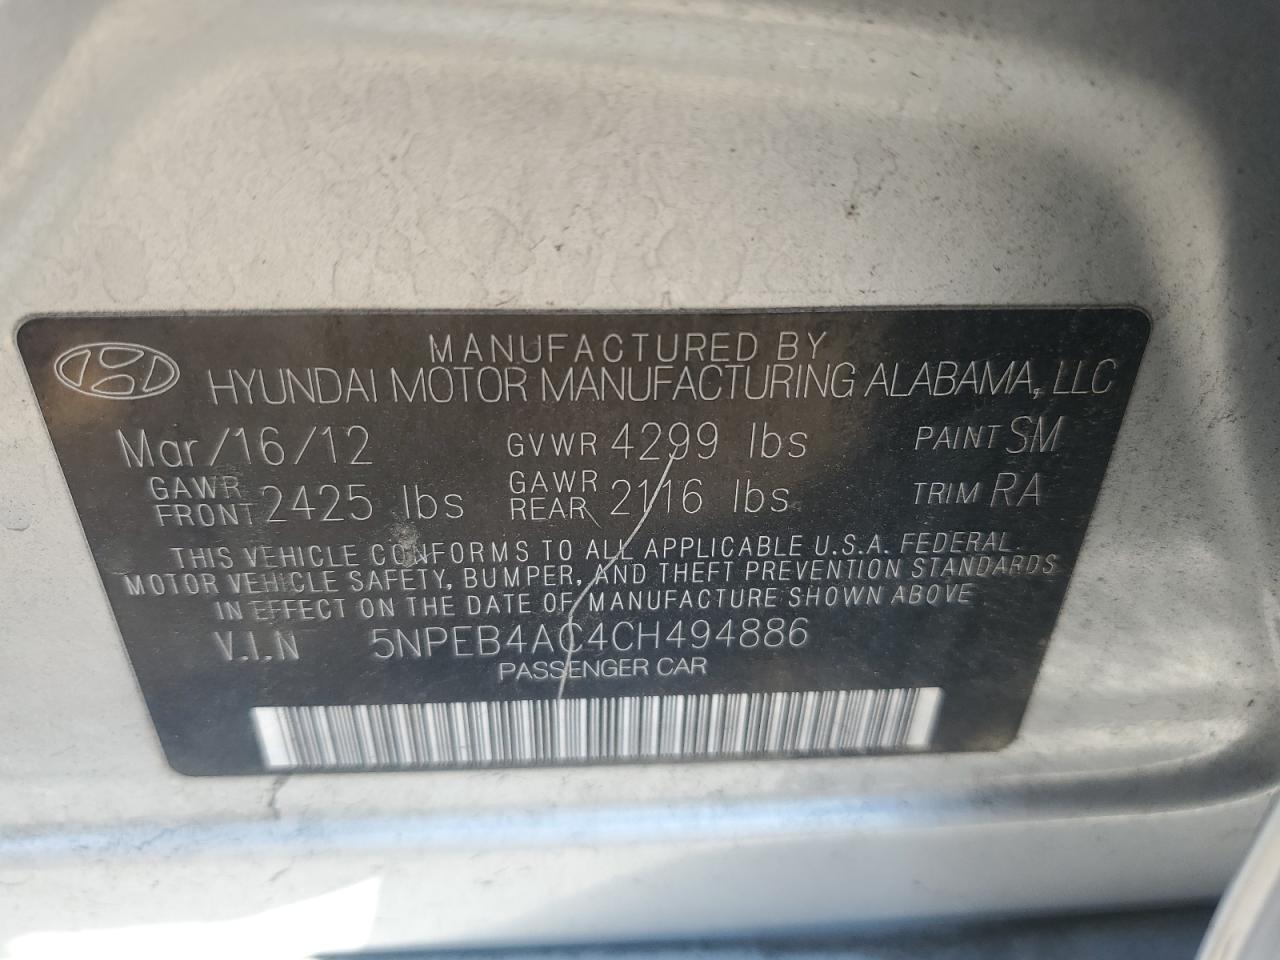 MANUFACTURED BY
HYUNDAI MOTOR MANUFACTURING ALABAMA, LLC
Mar/16/12 GVWR 4299 lbs PAINT SM
GAWR FRONT 2425 lbs GAWR REAR 2116 lbs TRIM RA
THIS VEHICLE CONFORMS TO ALL APPLICABLE U.S.A. FEDERAL
MOTOR VEHICLE SAFETY, BUMPER, AND THEFT PREVENTION STANDARDS
IN EFFECT ON THE DATE OF MANUFACTURE SHOWN ABOVE
V.I.N 5NPEB4AC4CH494886
PASSENGER CAR